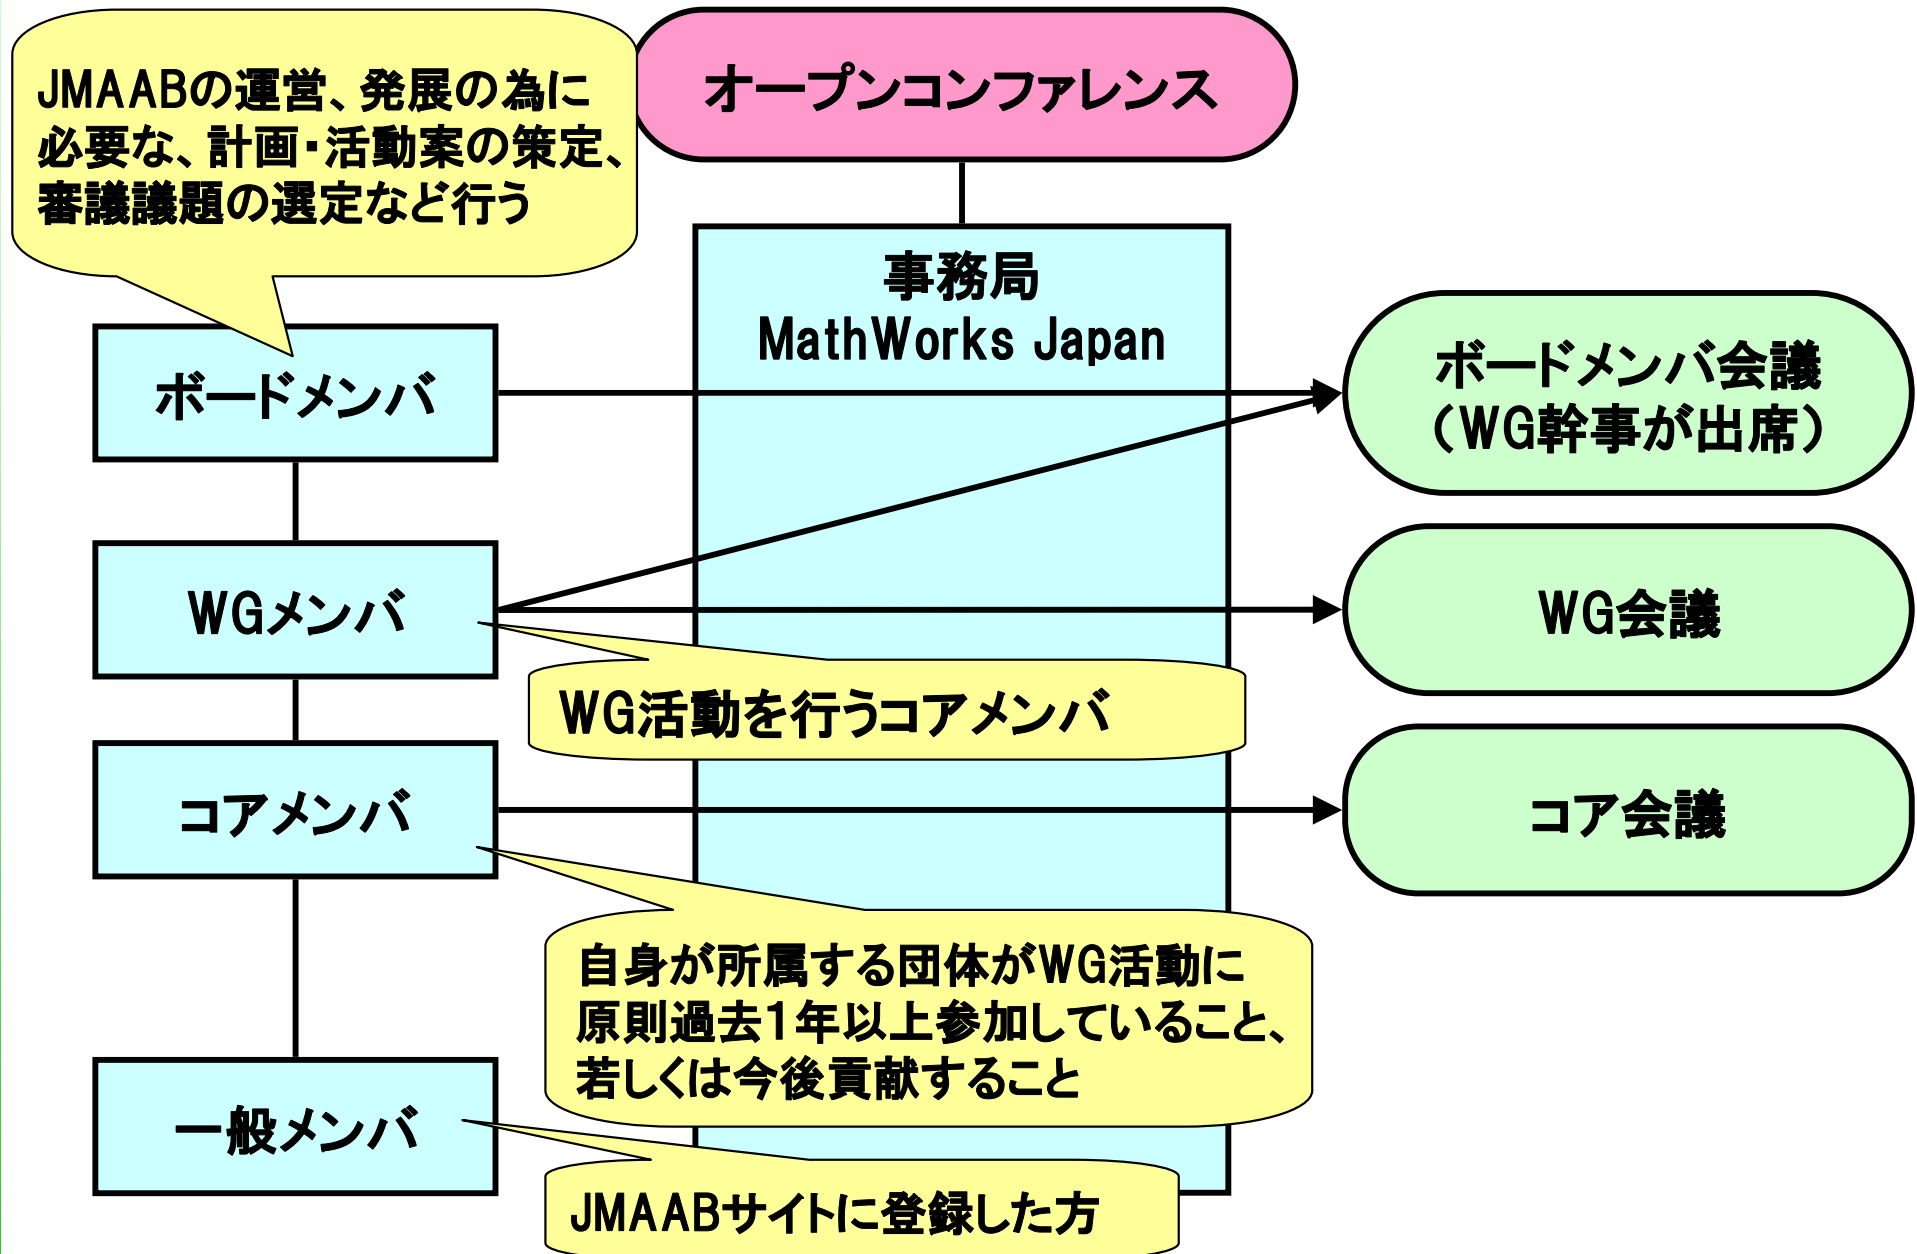 JMAABの運営、発展の為に
必要な、計画・活動案の策定、
審議議題の選定など行う
オープンコンファレンス
事務局
MathWorks Japan
ボードメンバ
ボードメンバ会議
（WG幹事が出席）
WGメンバ
WG会議
WG活動を行うコアメンバ
コアメンバ
コア会議
自身が所属する団体がWG活動に
原則過去1年以上参加していること、
若しくは今後貢献すること
一般メンバ
JMAABサイトに登録した方